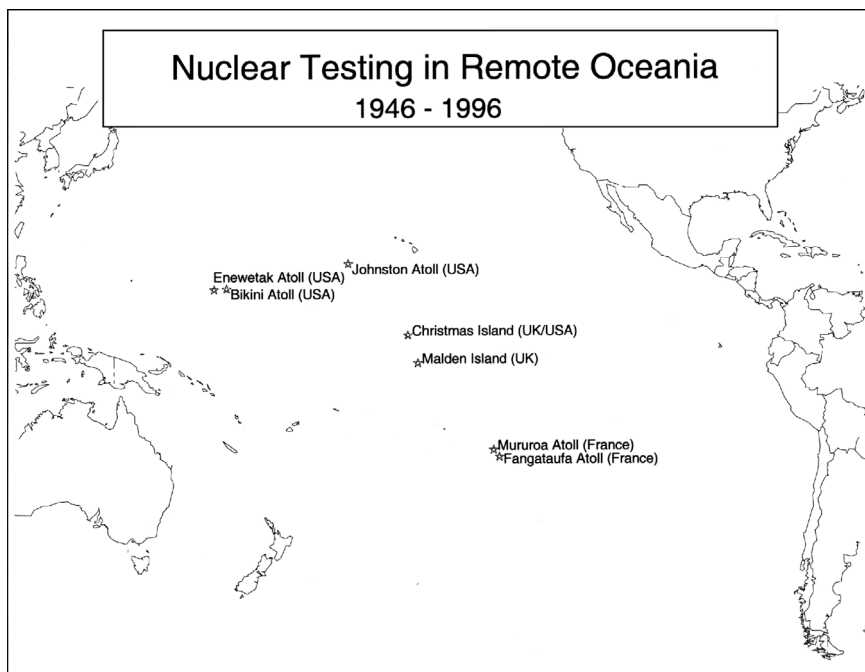 Nuclear Testing in Remote Oceania
1946 - 1996
Johnston Atoll (USA)
Enewetak Atoll (USA)
Bikini Atoll (USA)
Christmas Island (UK/USA)
Malden Island (UK)
Mururoa Atoll (France)
Fangataufa Atoll (France)